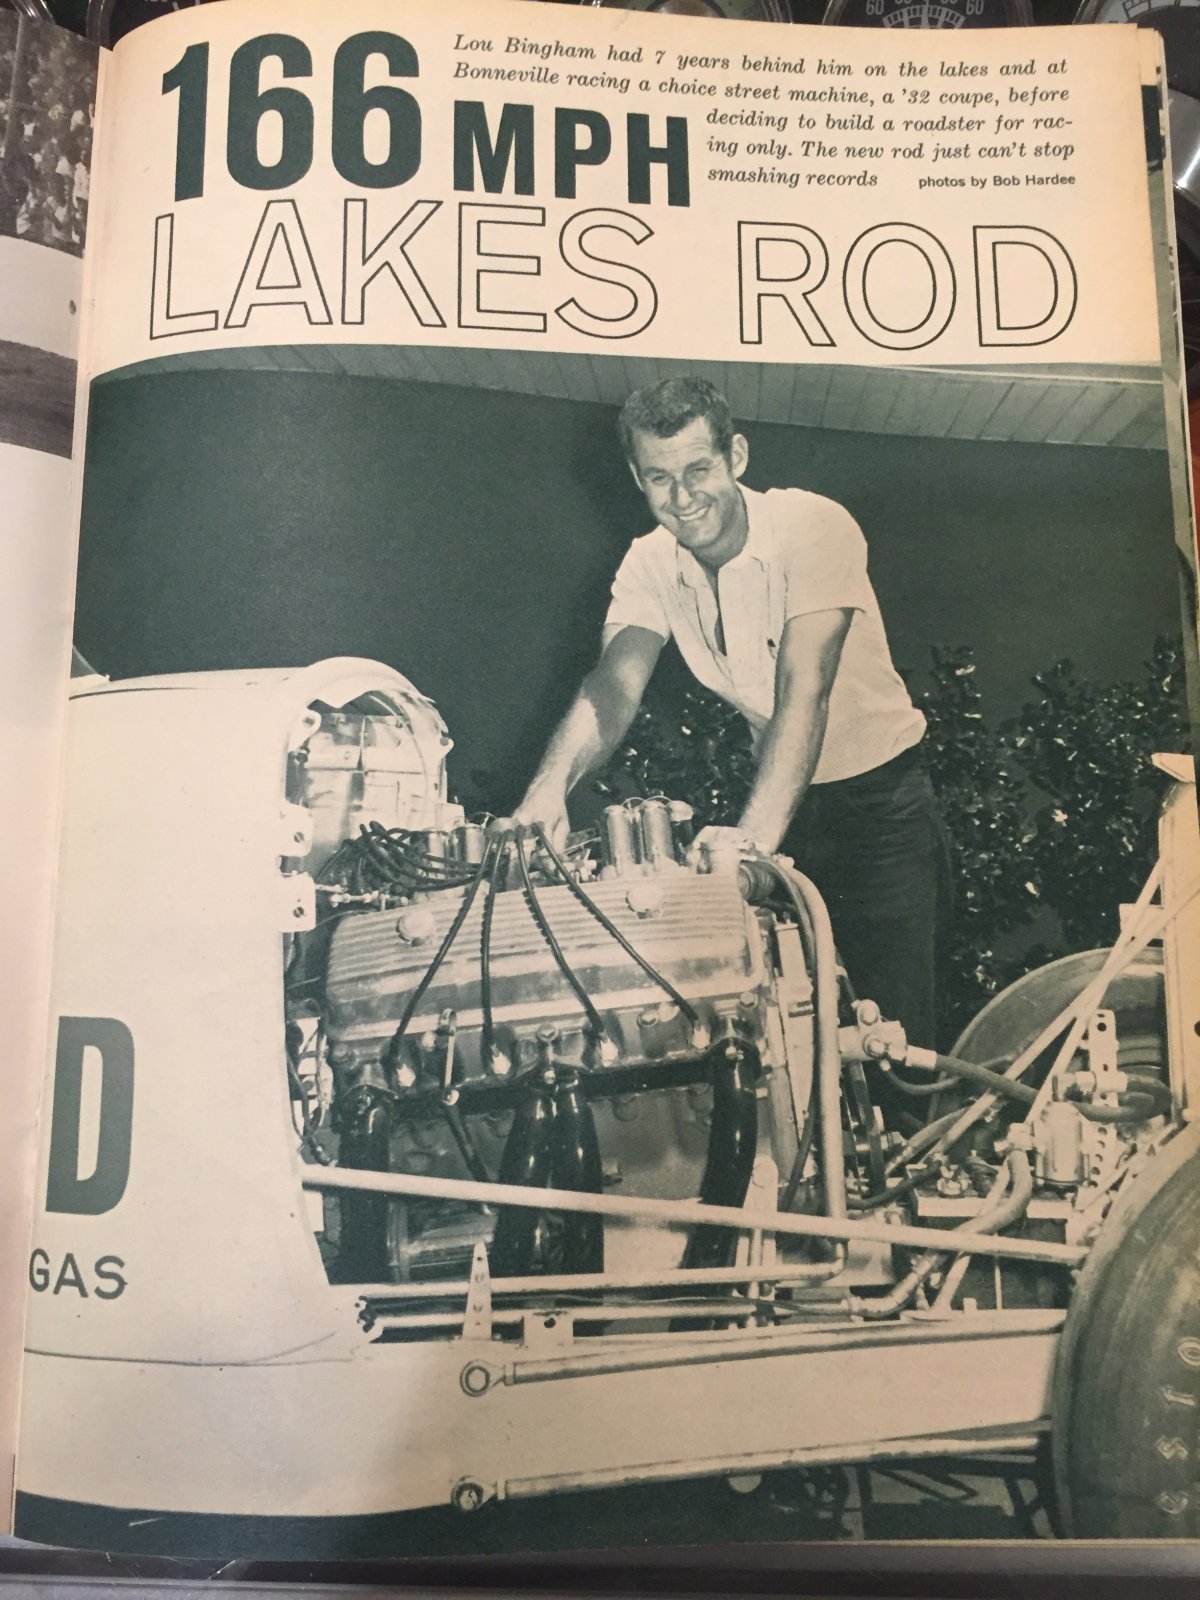 166 MPH
LAKES ROD
Lou Bingham had 7 years behind him on the lakes and at
Bonneville racing a choice street machine, a '32 coupe, before
deciding to build a roadster for rac-
ing only. The new rod just can't stop
smashing records
photos by Bob Hardee
D
GAS
60
60